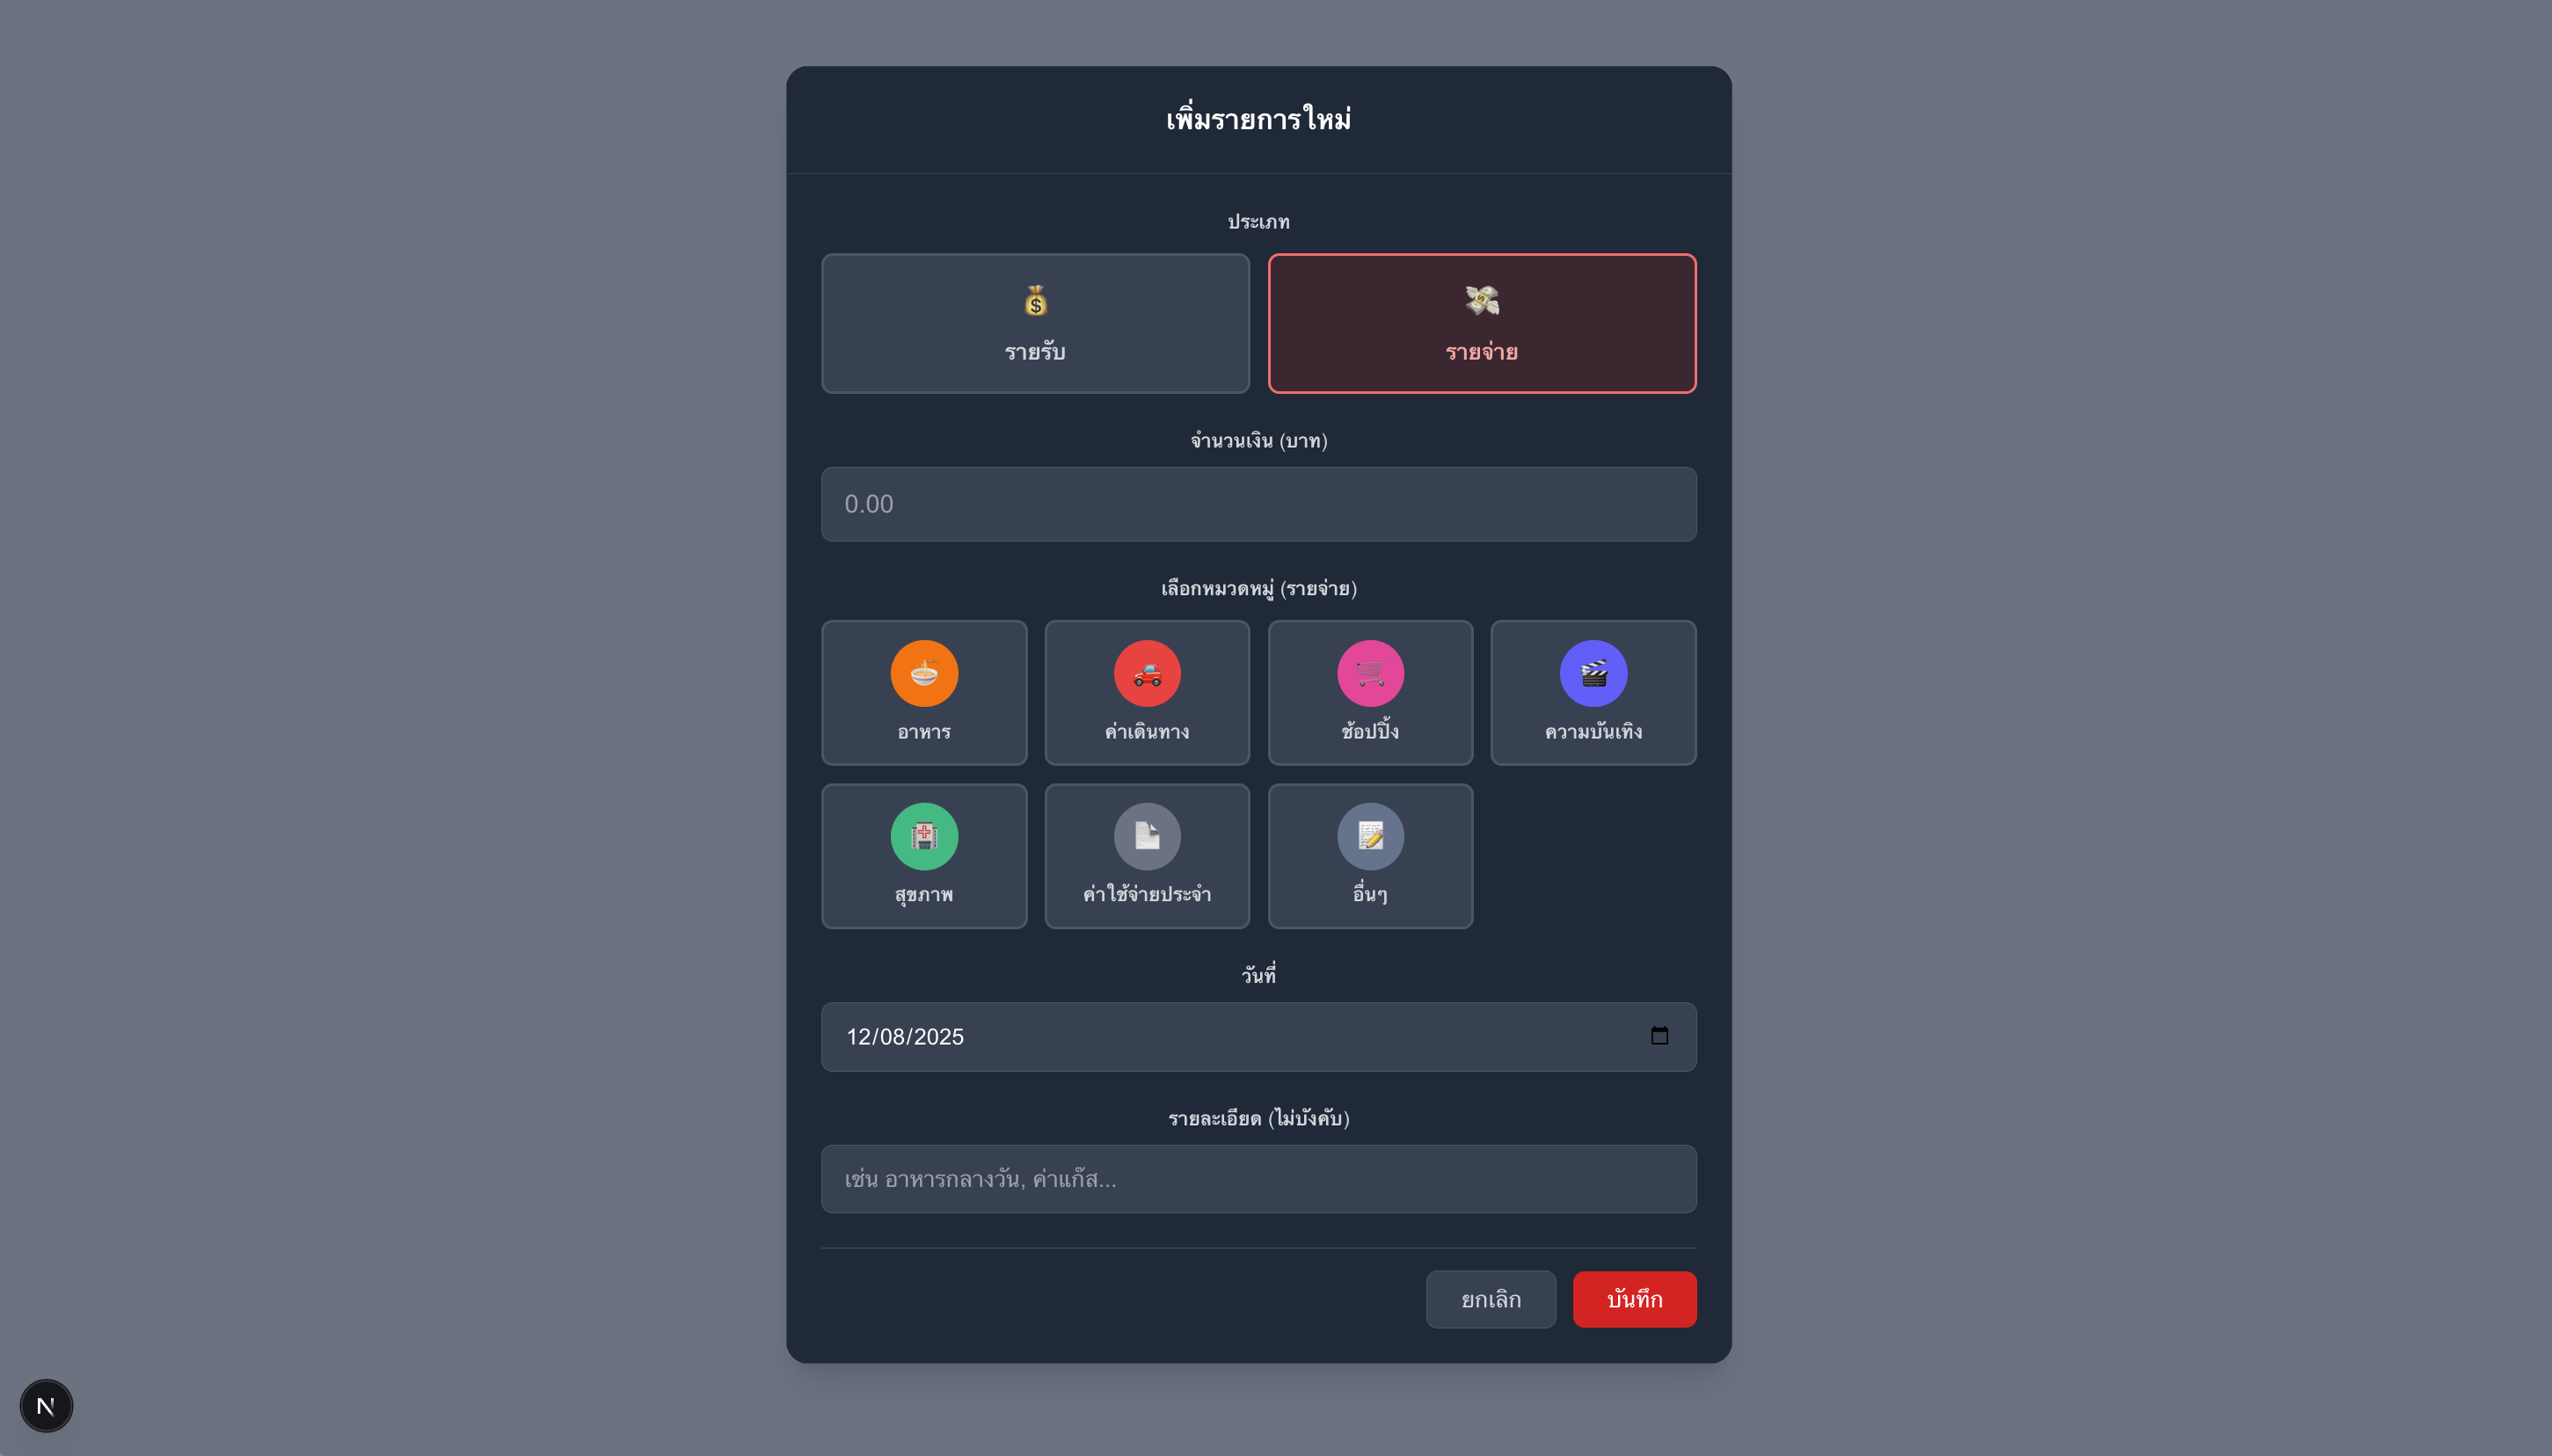 เพิ่มรายการใหม่
ประเภท
รายรับ
รายจ่าย
จำนวนเงิน (บาท)
0.00
เลือกหมวดหมู่ (รายจ่าย)
อาหาร
ค่าเดินทาง
ช้อปปิ้ง
ความบันเทิง
สุขภาพ
ค่าใช้จ่ายประจำ
อื่นๆ
วันที่
12/08/2025
รายละเอียด (ไม่บังคับ)
เช่น อาหารกลางวัน, ค่าแก๊ส...
ยกเลิก
บันทึก
N